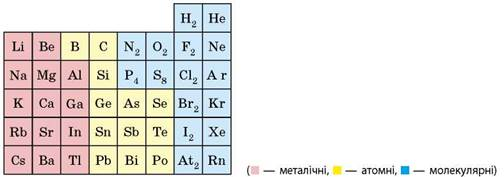 H₂ He
Li Be B C N₂ O₂ F₂ Ne
Na Mg Al Si P₄ S₈ Cl₂ Ar
K Ca Ga Ge As Se Br₂ Kr
Rb Sr In Sn Sb Te I₂ Xe
Cs Ba Tl Pb Bi Po At₂ Rn
( — металічні, — атомні, — молекулярні)